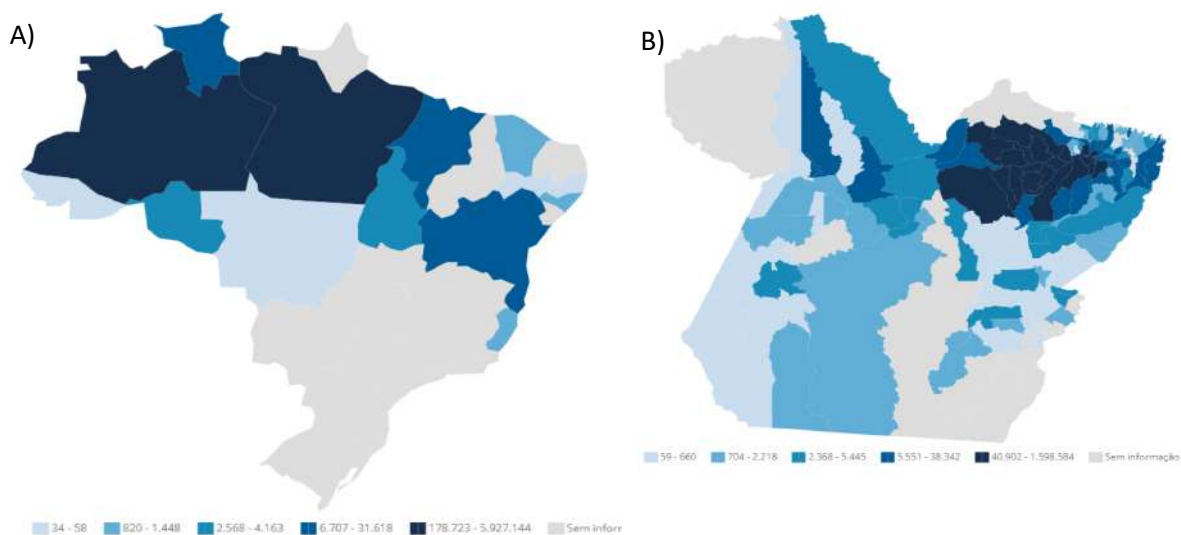 A)
B)
59 - 660 704 - 2.218 2.368 - 5.445 5.551 - 38.342 40.902 - 1.598.584 Sem informação
34 - 58 820 - 1.448 2.568 - 4.163 6.707 - 31.618 178.723 - 5.927.144 Sem inforr